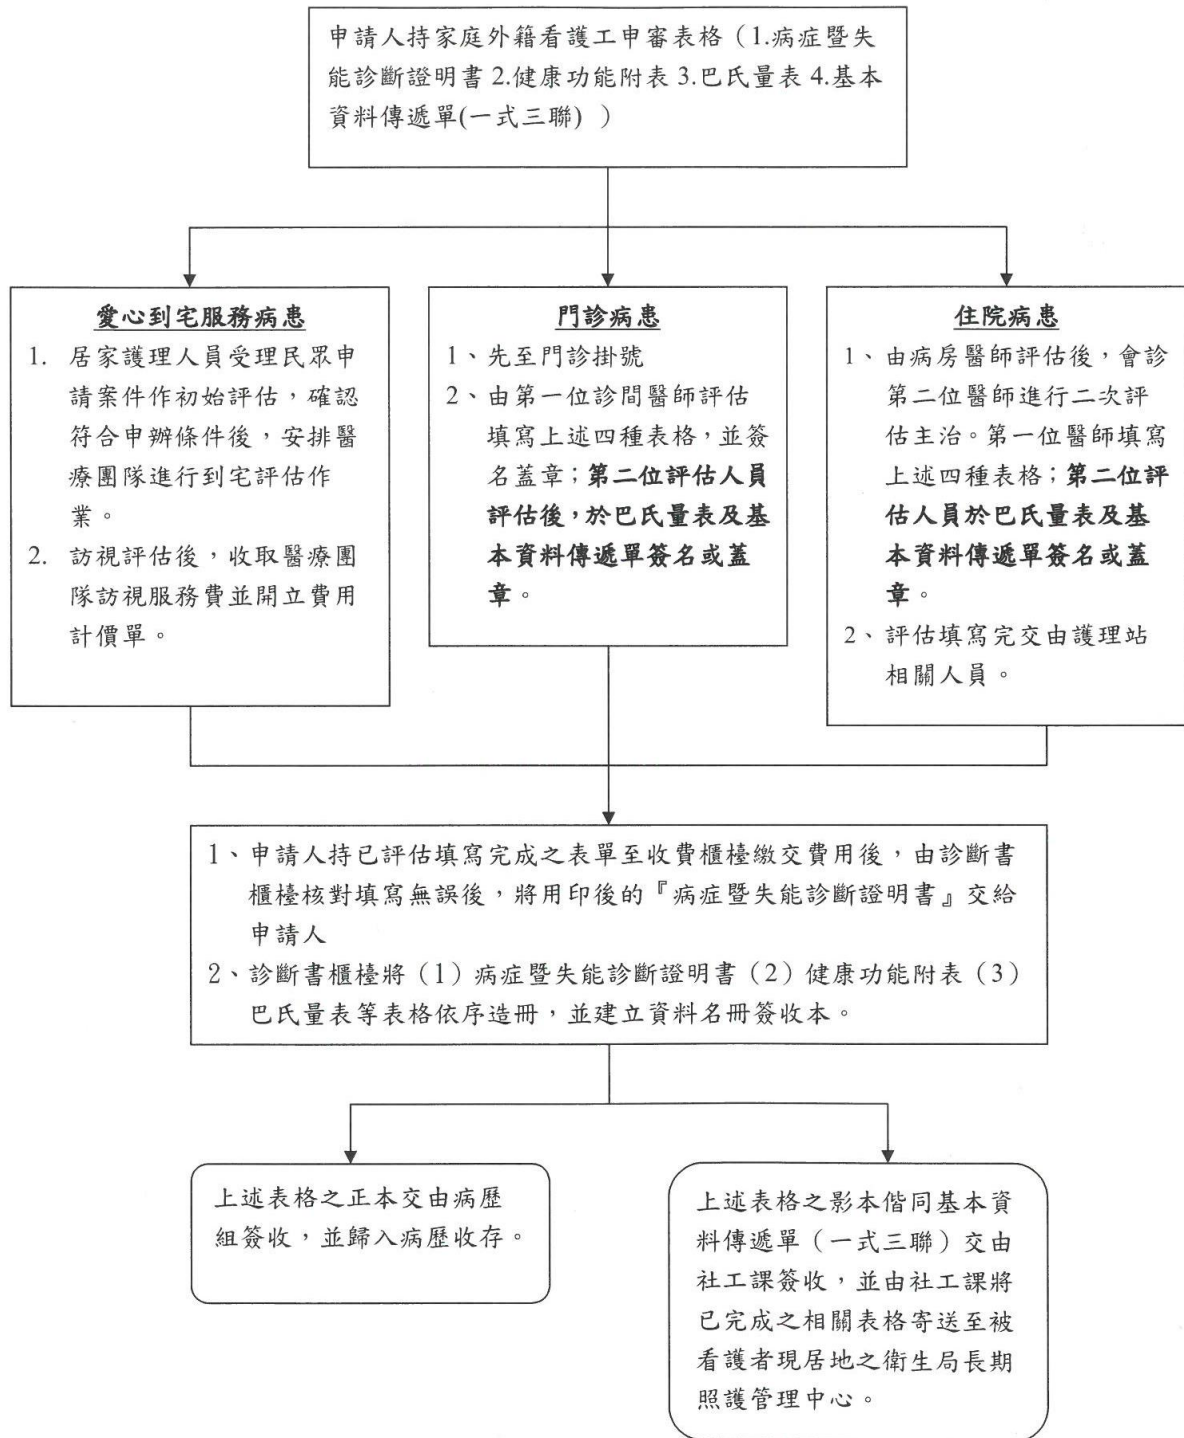 申請人持家庭外籍看護工申審表格（1.病症暨失
能診斷證明書 2.健康功能附表 3.巴氏量表 4.基本
資料傳遞單(一式三聯) ）
愛心到宅服務病患
1. 居家護理人員受理民眾申
請案件作初始評估，確認
符合申辦條件後，安排醫
療團隊進行到宅評估作
業。
2. 訪視評估後，收取醫療團
隊訪視服務費並開立費用
計價單。
門診病患
1、先至門診掛號
2、由第一位診間醫師評估
填寫上述四種表格，並簽
名蓋章；第二位評估人員
評估後，於巴氏量表及基
本資料傳遞單簽名或蓋
章。
住院病患
1、由病房醫師評估後，會診
第二位醫師進行二次評
估主治。第一位醫師填寫
上述四種表格；第二位評
估人員於巴氏量表及基
本資料傳遞單簽名或蓋
章。
2、評估填寫完交由護理站
相關人員。
1、申請人持已評估填寫完成之表單至收費櫃檯繳交費用後，由診斷書
櫃檯核對填寫無誤後，將用印後的『病症暨失能診斷證明書』交給
申請人
2、診斷書櫃檯將（1）病症暨失能診斷證明書（2）健康功能附表（3）
巴氏量表等表格依序造冊，並建立資料名冊簽收本。
上述表格之正本交由病歷
組簽收，並歸入病歷收存。
上述表格之影本偕同基本資
料傳遞單（一式三聯）交由
社工課簽收，並由社工課將
已完成之相關表格寄送至被
看護者現居地之衛生局長期
照護管理中心。